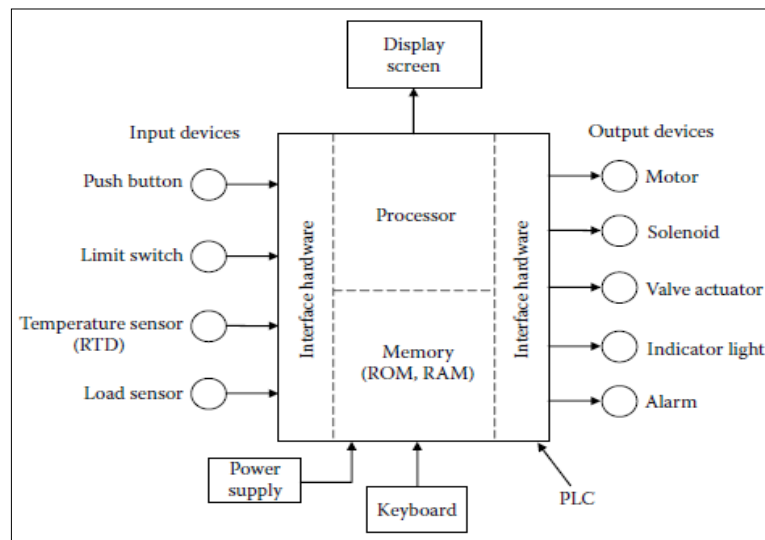 Display
screen
Input devices
Output devices
Push button
Limit switch
Temperature sensor
(RTD)
Load sensor
Interface hardware
Processor
Memory
(ROM, RAM)
Interface hardware
Motor
Solenoid
Valve actuator
Indicator light
Alarm
Power
supply
Keyboard
PLC